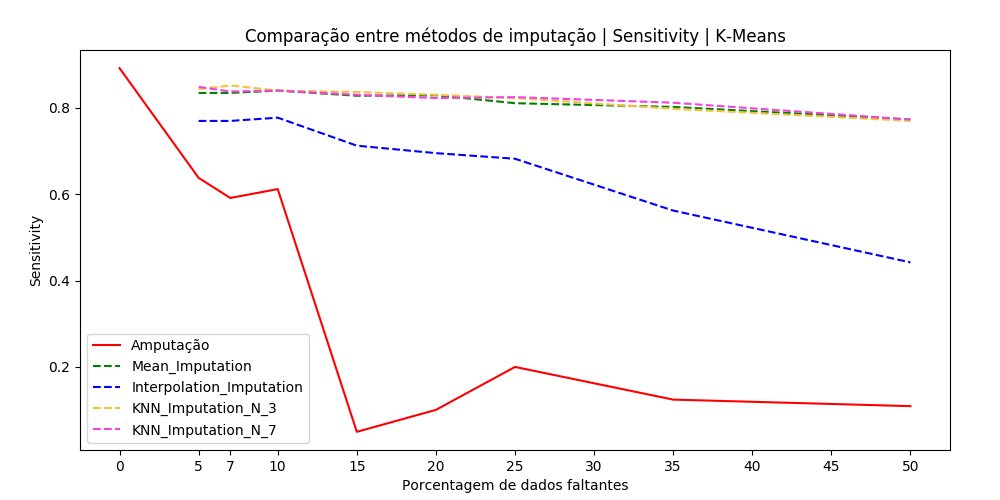 Comparação entre métodos de imputação | Sensitivity | K-Means
Sensitivity
0.8
0.6
0.4
0.2
Amputação
Mean_Imputation
Interpolation_Imputation
KNN_Imputation_N_3
KNN_Imputation_N_7
0 5 7 10 15 20 25 30 35 40 45 50
Porcentagem de dados faltantes